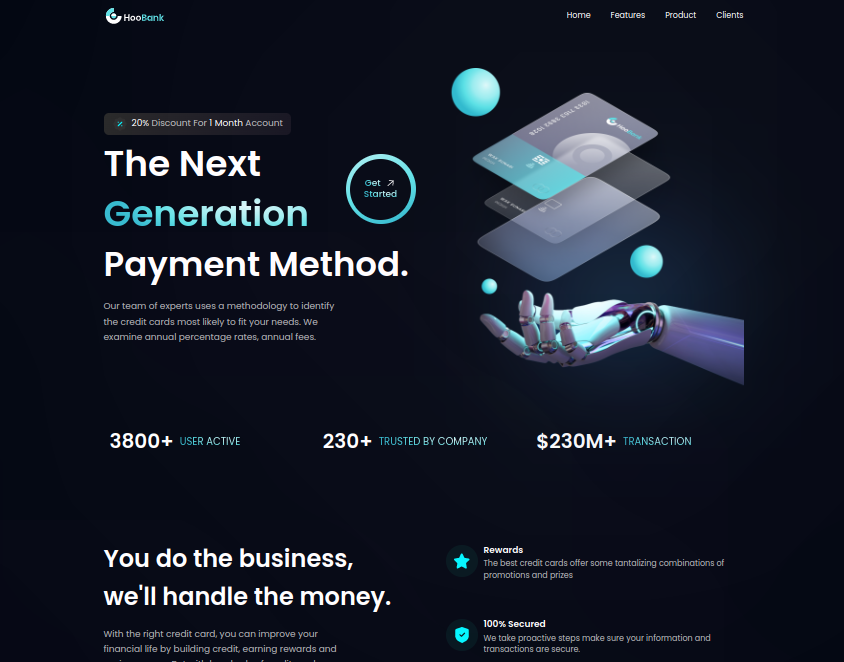 HooBank
Home Features Product Clients
20% Discount For 1 Month Account
The Next
Generation
Payment Method.
Get
Started
Our team of experts uses a methodology to identify
the credit cards most likely to fit your needs. We
examine annual percentage rates, annual fees.
HooBank
3800+ USER ACTIVE
230+ TRUSTED BY COMPANY
$230M+ TRANSACTION
You do the business,
we'll handle the money.
With the right credit card, you can improve your
financial life by building credit, earning rewards and
Rewards
The best credit cards offer some tantalizing combinations of
promotions and prizes
100% Secured
We take proactive steps make sure your information and
transactions are secure.